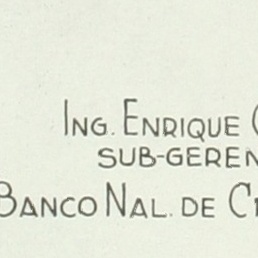 Ing. Enrique
SUB-GEREN
Banco Nal. de